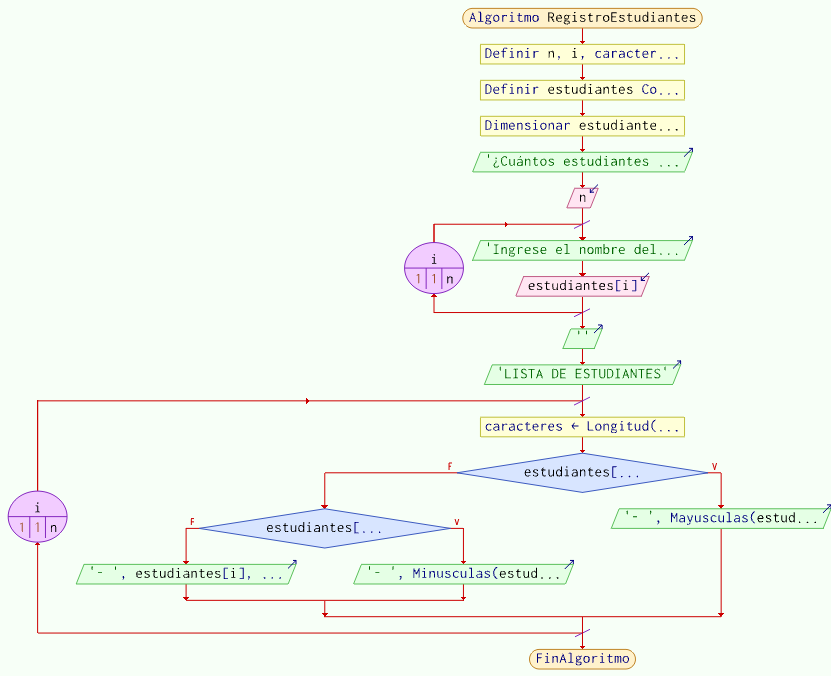 Algoritmo RegistroEstudiantes
Definir n, i, caracter...
Definir estudiantes Co...
Dimensionar estudiante...
'¿Cuántos estudiantes ...
n
i
1 1 n
'Ingrese el nombre del...
estudiantes[i]
''
'LISTA DE ESTUDIANTES'
caracteres ← Longitud(...
F
estudiantes[...
V
i
1 1 n
'- ', Mayusculas(estud...
F
estudiantes[...
V
'- ', estudiantes[i], ...
'- ', Minusculas(estud...
FinAlgoritmo